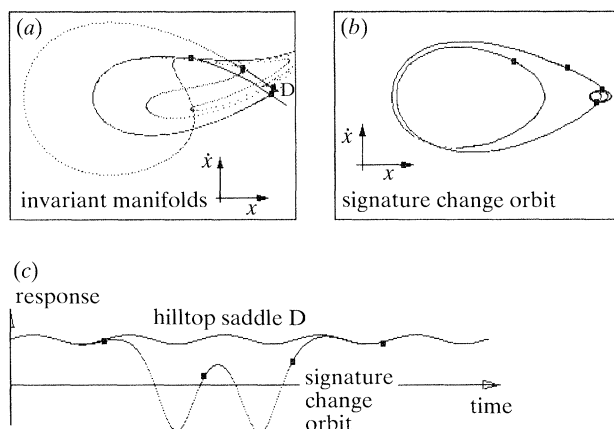 (a)
D
ẋ
x
invariant manifolds
(b)
ẋ
x
signature change orbit
(c)
response
hilltop saddle D
signature
change
orbit
time